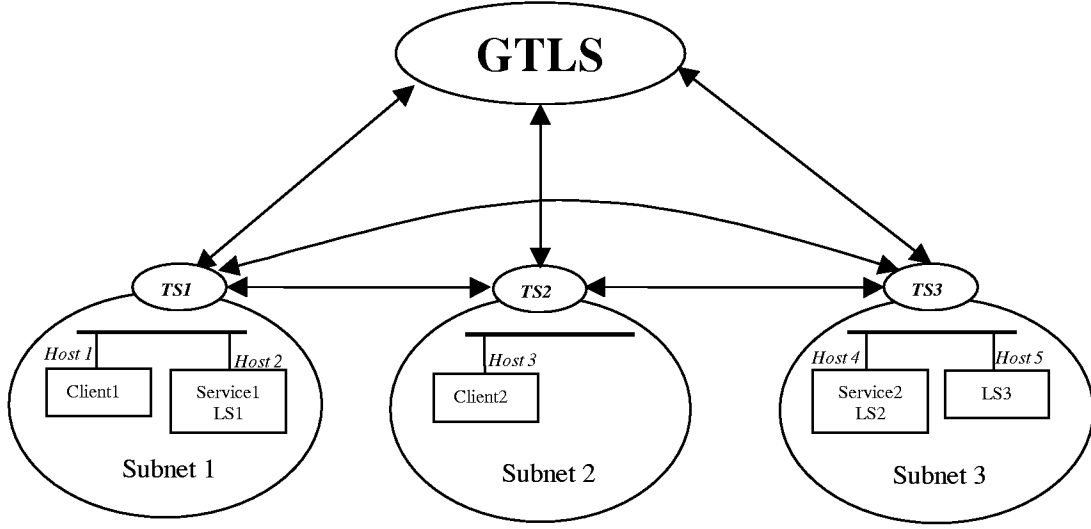 GTLS
TS1
TS2
TS3
Host 1
Host 2
Client1
Service1
LS1
Subnet 1
Host 3
Client2
Subnet 2
Host 4
Host 5
Service2
LS2
LS3
Subnet 3